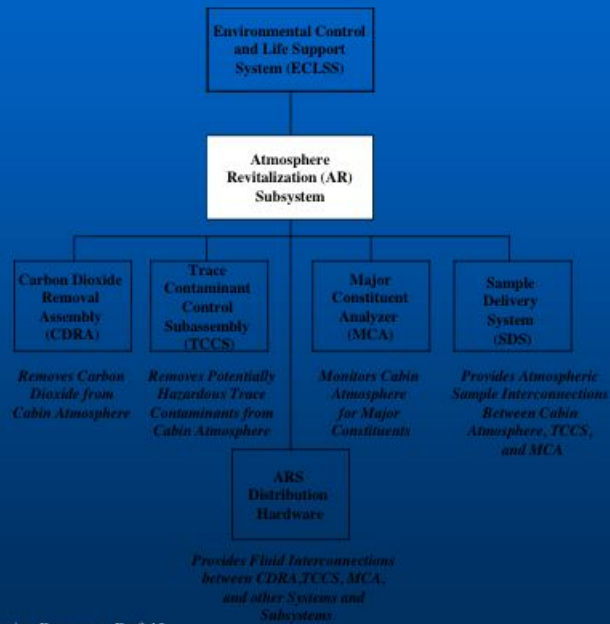 Environmental Control
and Life Support
System (ECLSS)
Atmosphere
Revitalization (AR)
Subsystem
Carbon Dioxide
Removal
Assembly
(CDRA)
Removes Carbon
Dioxide from
Cabin Atmosphere
Trace
Contaminant
Control
Subassembly
(TCCS)
Removes Potentially
Hazardous Trace
Contaminants from
Cabin Atmosphere
Major
Constituent
Analyzer
(MCA)
Monitors Cabin
Atmosphere
for Major
Constituents
Sample
Delivery
System
(SDS)
Provides Atmospheric
Sample Interconnections
Between Cabin
Atmosphere, TCCS,
and MCA
ARS
Distribution
Hardware
Provides Fluid Interconnections
between CDRA,TCCS, MCA,
and other Systems and
Subsystems